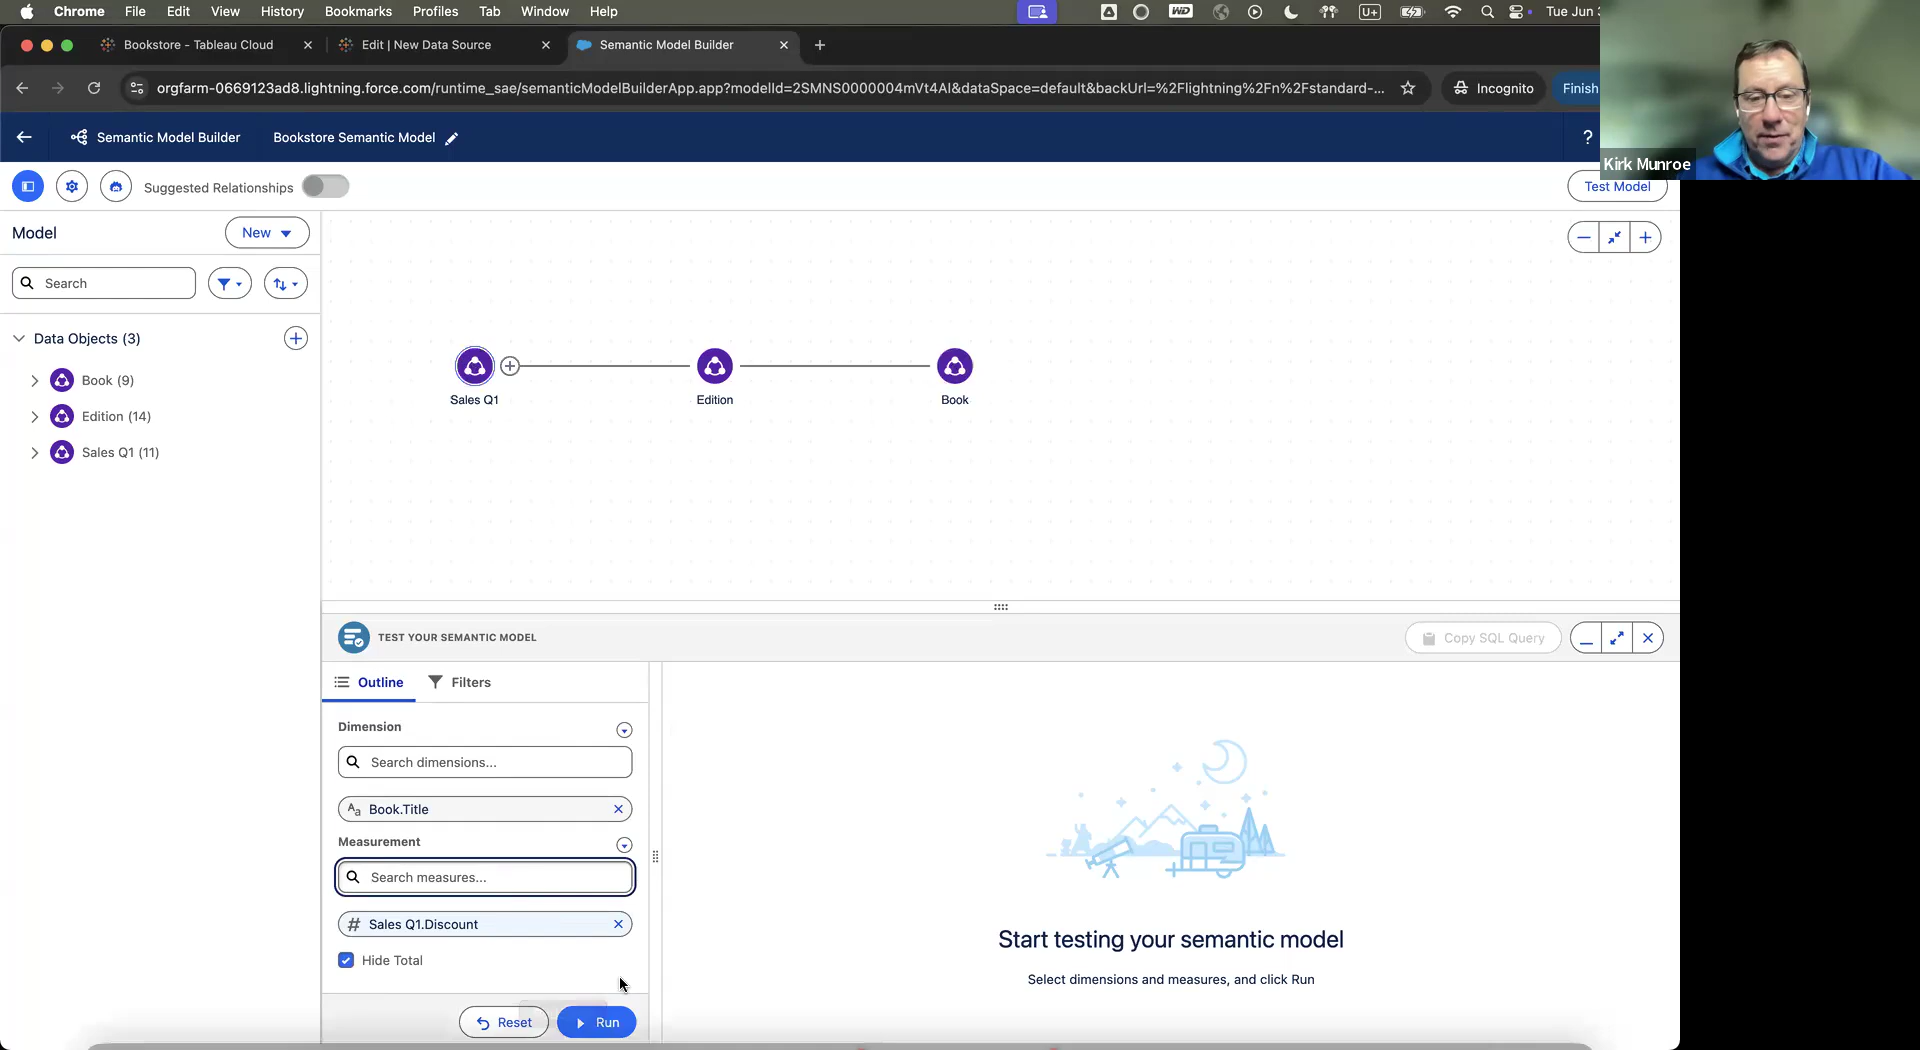 Chrome File Edit View History Bookmarks Profiles Tab Window Help
WD
U+
Tue Jun
Bookstore - Tableau Cloud
Edit | New Data Source
Semantic Model Builder
orgfarm-0669123ad8.lightning.force.com/runtime_sae/semanticModelBuilderApp.app?modelId=2SMNS0000004mVt4AI&dataSpace=default&backUrl=%2Flightning%2Fn%2Fstandard-...
Incognito
Finish
Semantic Model Builder
Bookstore Semantic Model
?
Kirk Munroe
Suggested Relationships
Test Model
Model
New
Search
Data Objects (3)
Book (9)
Edition (14)
Sales Q1 (11)
Sales Q1
Edition
Book
TEST YOUR SEMANTIC MODEL
Copy SQL Query
Outline
Filters
Dimension
Search dimensions...
Aa Book.Title
Measurement
Search measures...
# Sales Q1.Discount
Hide Total
Reset
Run
Start testing your semantic model
Select dimensions and measures, and click Run